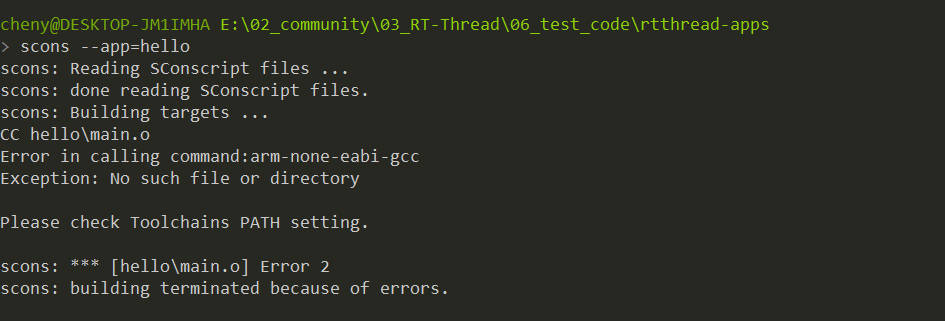 cheny@DESKTOP-JM1IMHA E:\02_community\03_RT-Thread\06_test_code\rtthread-apps
> scons --app=hello
scons: Reading SConscript files ...
scons: done reading SConscript files.
scons: Building targets ...
CC hello\main.o
Error in calling command:arm-none-eabi-gcc
Exception: No such file or directory
Please check Toolchains PATH setting.
scons: *** [hello\main.o] Error 2
scons: building terminated because of errors.